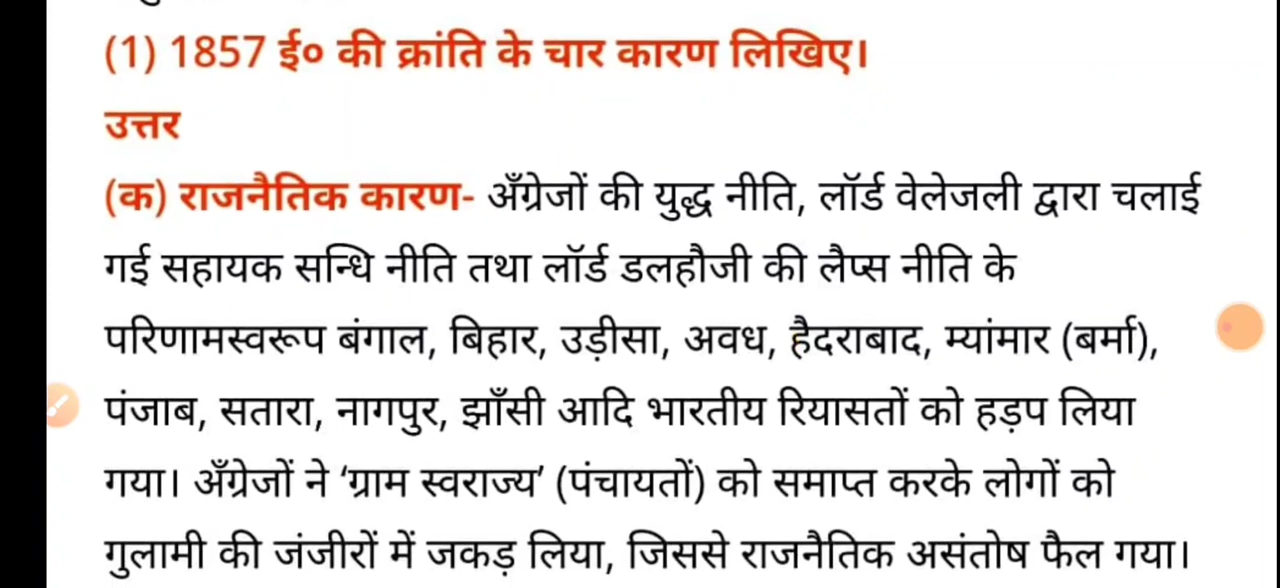 (1) 1857 ई० की क्रांति के चार कारण लिखिए।
उत्तर
(क) राजनैतिक कारण- अँग्रेजों की युद्ध नीति, लॉर्ड वेलेजली द्वारा चलाई
गई सहायक सन्धि नीति तथा लॉर्ड डलहौजी की लैप्स नीति के
परिणामस्वरूप बंगाल, बिहार, उड़ीसा, अवध, हैदराबाद, म्यांमार (बर्मा),
पंजाब, सतारा, नागपुर, झाँसी आदि भारतीय रियासतों को हड़प लिया
गया। अँग्रेजों ने ‘ग्राम स्वराज्य’ (पंचायतों) को समाप्त करके लोगों को
गुलामी की जंजीरों में जकड़ लिया, जिससे राजनैतिक असंतोष फैल गया।